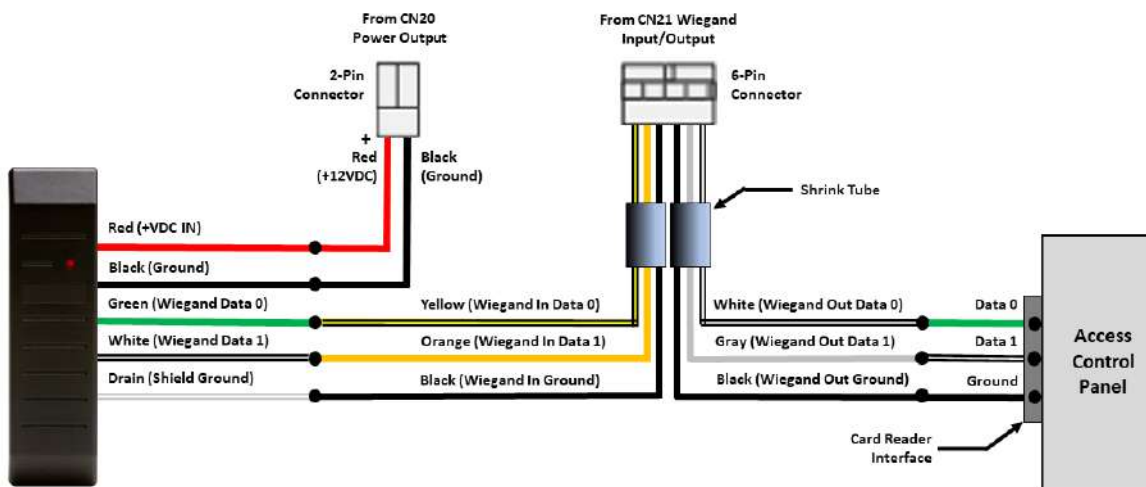 From CN20
Power Output
From CN21 Wiegand
Input/Output
2-Pin
Connector
6-Pin
Connector
+
Red
(+12VDC)
Black
(Ground)
Shrink Tube
Red (+VDC IN)
Black (Ground)
Green (Wiegand Data 0)
Yellow (Wiegand In Data 0)
White (Wiegand Out Data 0)
Data 0
White (Wiegand Data 1)
Orange (Wiegand In Data 1)
Gray (Wiegand Out Data 1)
Data 1
Drain (Shield Ground)
Black (Wiegand In Ground)
Black (Wiegand Out Ground)
Ground
Access
Control
Panel
Card Reader
Interface